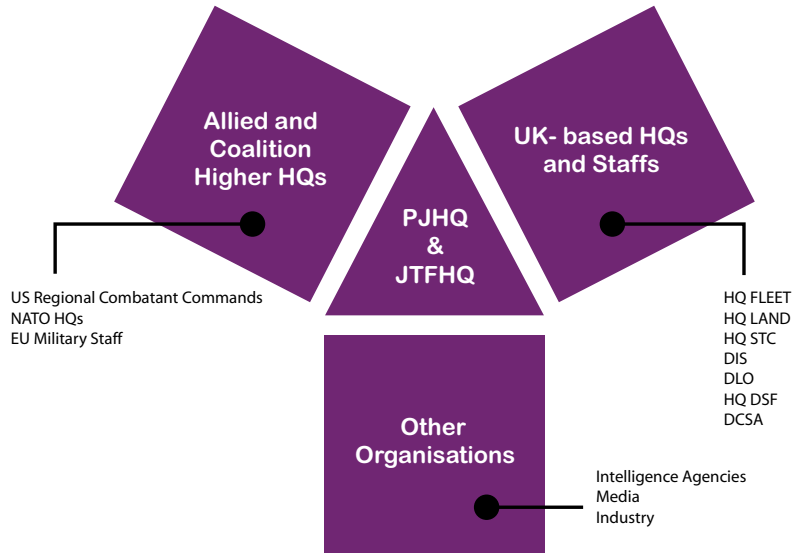 Allied and
Coalition
Higher HQs
UK- based HQs
and Staffs
PJHQ
&
JTFHQ
US Regional Combatant Commands
NATO HQs
EU Military Staff
HQ FLEET
HQ LAND
HQ STC
DIS
DLO
HQ DSF
DCSA
Other
Organisations
Intelligence Agencies
Media
Industry